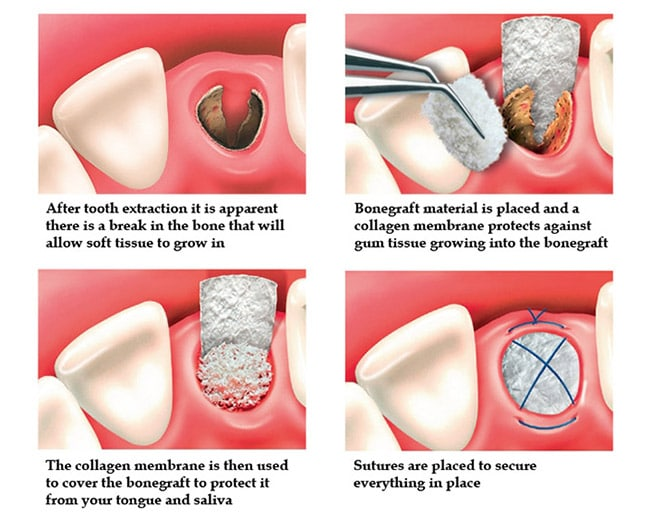 After tooth extraction it is apparent
there is a break in the bone that will
allow soft tissue to grow in
Bonegraft material is placed and a
collagen membrane protects against
gum tissue growing into the bonegraft
The collagen membrane is then used
to cover the bonegraft to protect it
from your tongue and saliva
Sutures are placed to secure
everything in place